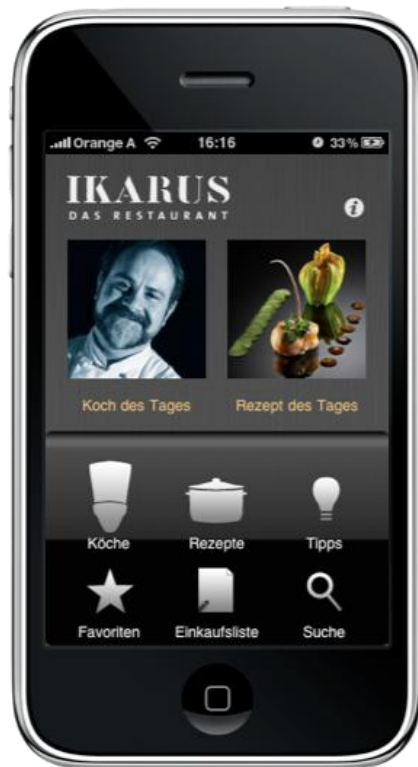 Orange A 16:16 33%
IKARUS
DAS RESTAURANT
Koch des Tages Rezept des Tages
Köche Rezepte Tipps
Favoriten Einkaufsliste Suche